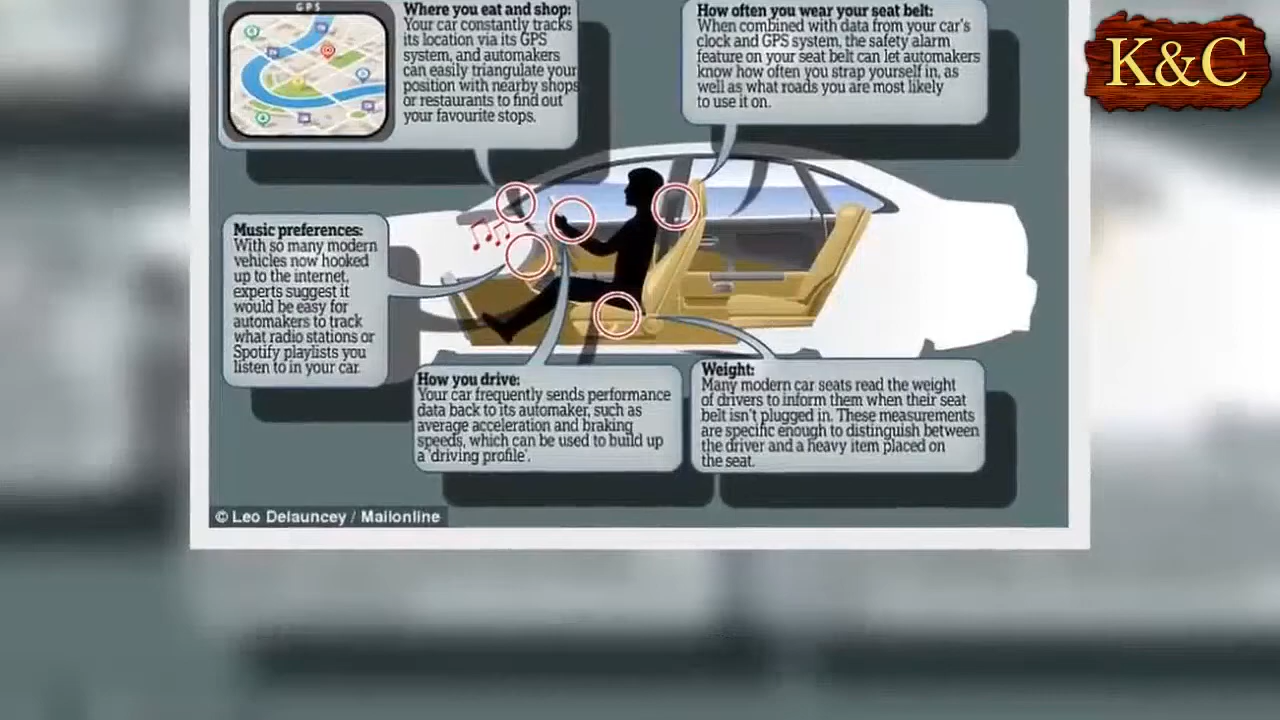 GPS
Where you eat and shop:
Your car constantly tracks
its location via its GPS
system, and automakers
can easily triangulate your
position with nearby shops
or restaurants to find out
your favourite stops.
How often you wear your seat belt:
When combined with data from your car's
clock and GPS system, the safety alarm
feature on your seat belt can let automakers
know how often you strap yourself in, as
well as what roads you are most likely
to use it on.
K&C
Music preferences:
With so many modern
vehicles now hooked
up to the internet,
experts suggest it
would be easy for
automakers to track
what radio stations or
Spotify playlists you
listen to in your car.
How you drive:
Your car frequently sends performance
data back to its automaker, such as
average acceleration and braking
speeds, which can be used to build up
a 'driving profile'.
Weight:
Many modern car seats read the weight
of drivers to inform them when their seat
belt isn't plugged in. These measurements
are specific enough to distinguish between
the driver and a heavy item placed on
the seat.
© Leo Delauncey / Mailonline